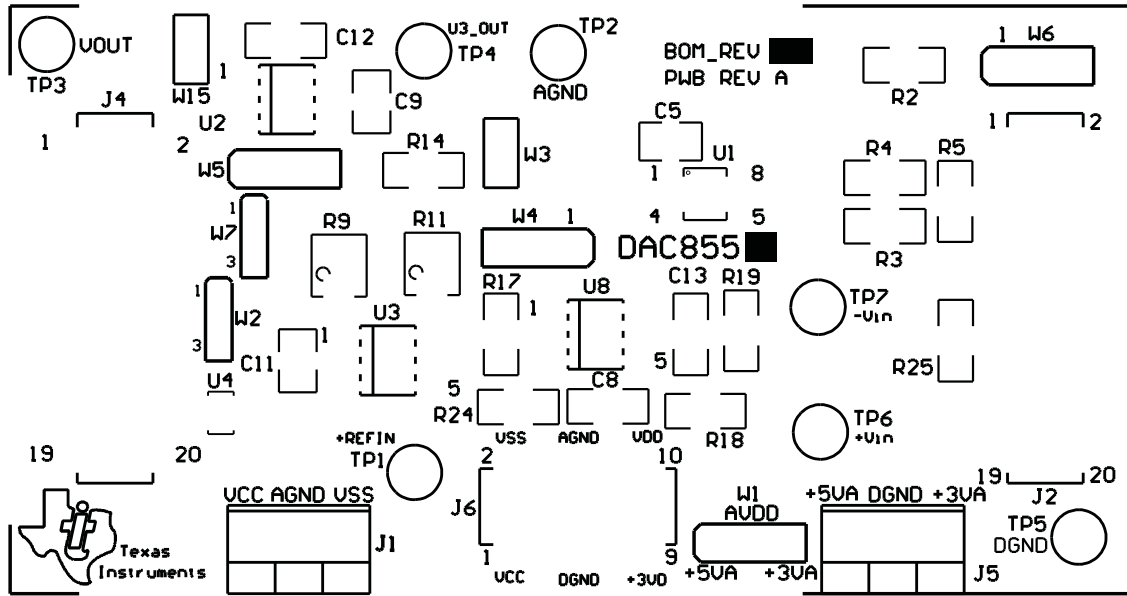 VOUT
TP3
J4
1
2
W15
1
C12
U2
C9
U3_OUT
TP4
TP2
AGND
BOM_REV
PWB REV A
1 W6
R2
1
2
C5
U1
1
8
4
5
W5
R14
W3
R4
R5
R3
1
W7
3
R9
R11
W4 1
DAC855
1
W2
3
C11
1
U3
R17
1
U8
C13
R19
5
TP7
-Vin
R25
U4
5
R24
C8
R18
VSS AGND VDD
TP6
+Vin
19
20
+REFIN
TP1
2
10
J6
1
9
VCC DGND +3VD
VCC AGND VSS
J1
Texas
Instruments
W1
AVDD
+5VA +3VA
+5VA DGND +3VA
J5
19
20
J2
TP5
DGND